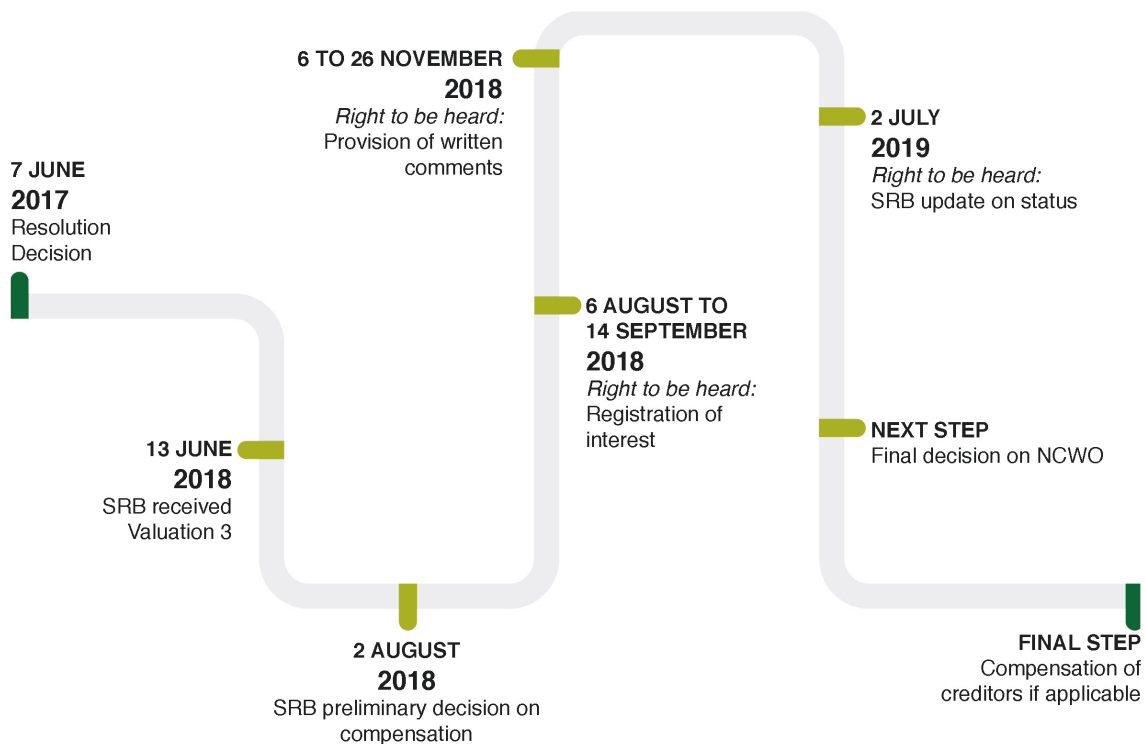 7 JUNE
2017
Resolution
Decision
13 JUNE
2018
SRB received
Valuation 3
2 AUGUST
2018
SRB preliminary decision on
compensation
6 AUGUST TO
14 SEPTEMBER
2018
Right to be heard:
Registration of
interest
6 TO 26 NOVEMBER
2018
Right to be heard:
Provision of written
comments
2 JULY
2019
Right to be heard:
SRB update on status
NEXT STEP
Final decision on NCWO
FINAL STEP
Compensation of
creditors if applicable